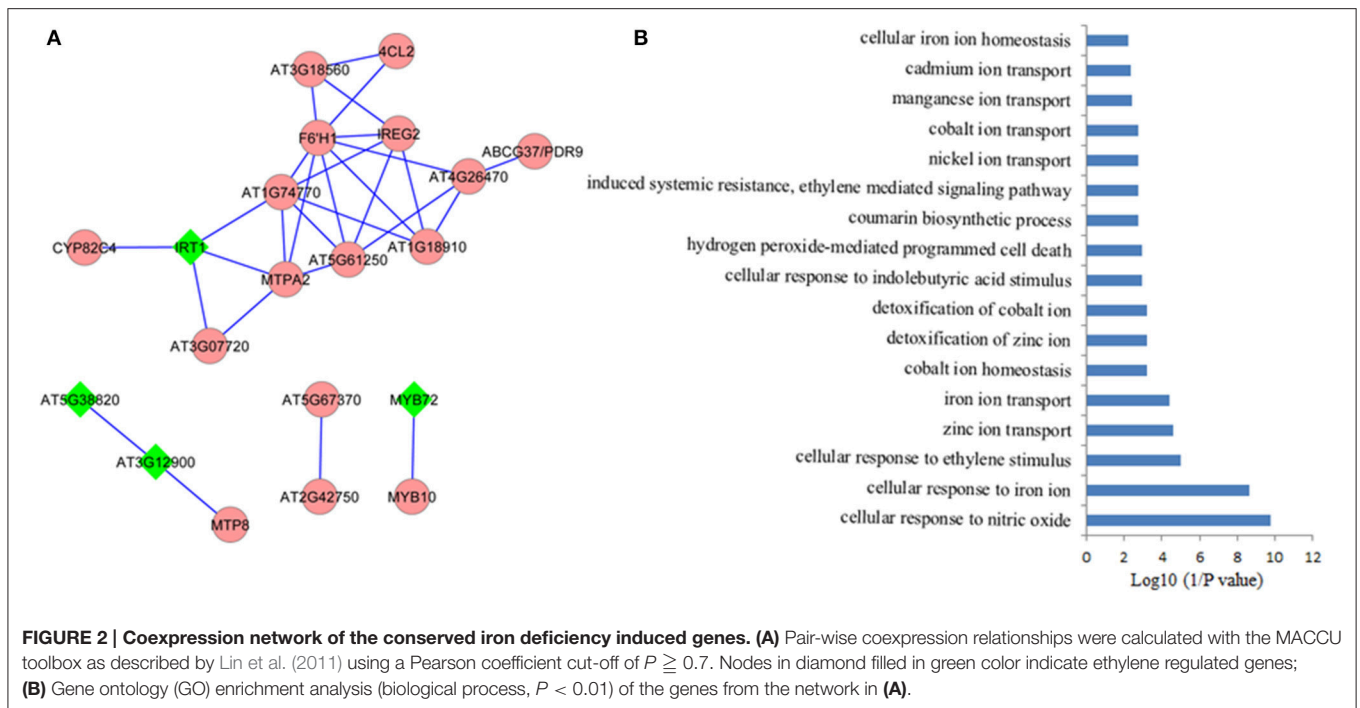 A
4CL2
AT3G18560
F6'H1
IREG2
ABCG37/PDR9
AT4G26470
AT1G74770
CYP82C4
IRT1
AT5G61250
AT1G18910
MTPA2
AT3G07720
AT5G38820
AT5G67370
MYB72
AT3G12900
AT2G42750
MYB10
MTP8
B
cellular iron ion homeostasis
cadmium ion transport
manganese ion transport
cobalt ion transport
nickel ion transport
induced systemic resistance, ethylene mediated signaling pathway
coumarin biosynthetic process
hydrogen peroxide-mediated programmed cell death
cellular response to indolebutyric acid stimulus
detoxification of cobalt ion
detoxification of zinc ion
cobalt ion homeostasis
iron ion transport
zinc ion transport
cellular response to ethylene stimulus
cellular response to iron ion
cellular response to nitric oxide
0 2 4 6 8 10 12
Log10 (1/P value)
FIGURE 2 | Coexpression network of the conserved iron deficiency induced genes. (A) Pair-wise coexpression relationships were calculated with the MACCU
toolbox as described by Lin et al. (2011) using a Pearson coefficient cut-off of P ≧ 0.7. Nodes in diamond filled in green color indicate ethylene regulated genes;
(B) Gene ontology (GO) enrichment analysis (biological process, P < 0.01) of the genes from the network in (A).